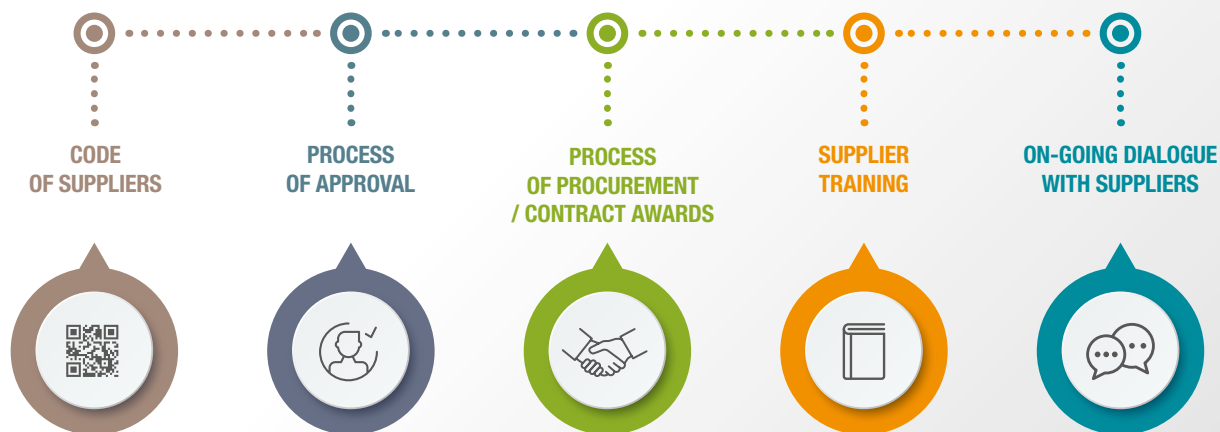 CODE
OF SUPPLIERS
PROCESS
OF APPROVAL
PROCESS
OF PROCUREMENT
/ CONTRACT AWARDS
SUPPLIER
TRAINING
ON-GOING DIALOGUE
WITH SUPPLIERS